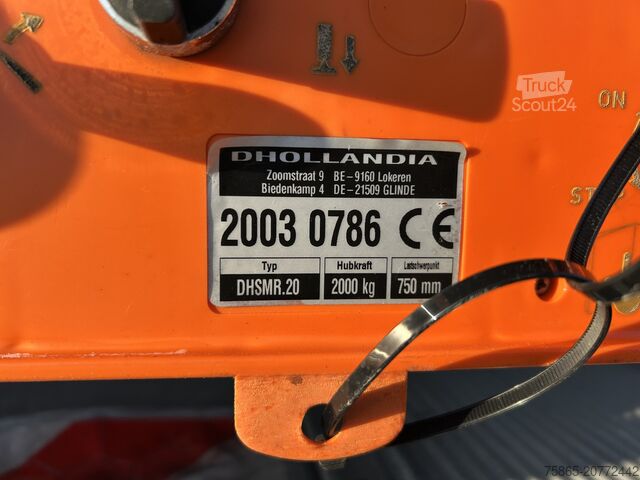 Truck
Scout24
ON
DHOLLANDIA
Zoomstraat 9 BE-9160 Lokeren
Biedenkamp 4 DE-21509 GLINDE
2003 0786 CE
Typ Hubkraft Lastschwerpunkt
DHSMR.20 2000 kg 750 mm
75865-20772442